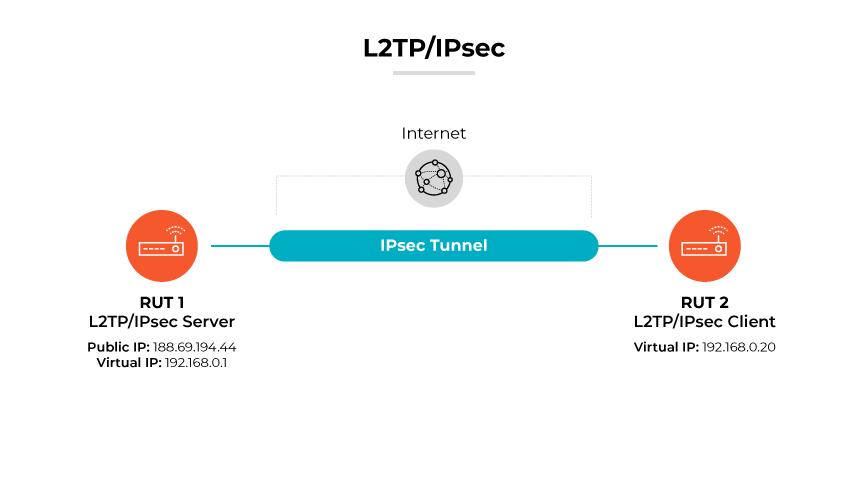 L2TP/IPsec
Internet
IPsec Tunnel
RUT 1
L2TP/IPsec Server
Public IP: 188.69.194.44
Virtual IP: 192.168.0.1
RUT 2
L2TP/IPsec Client
Virtual IP: 192.168.0.20